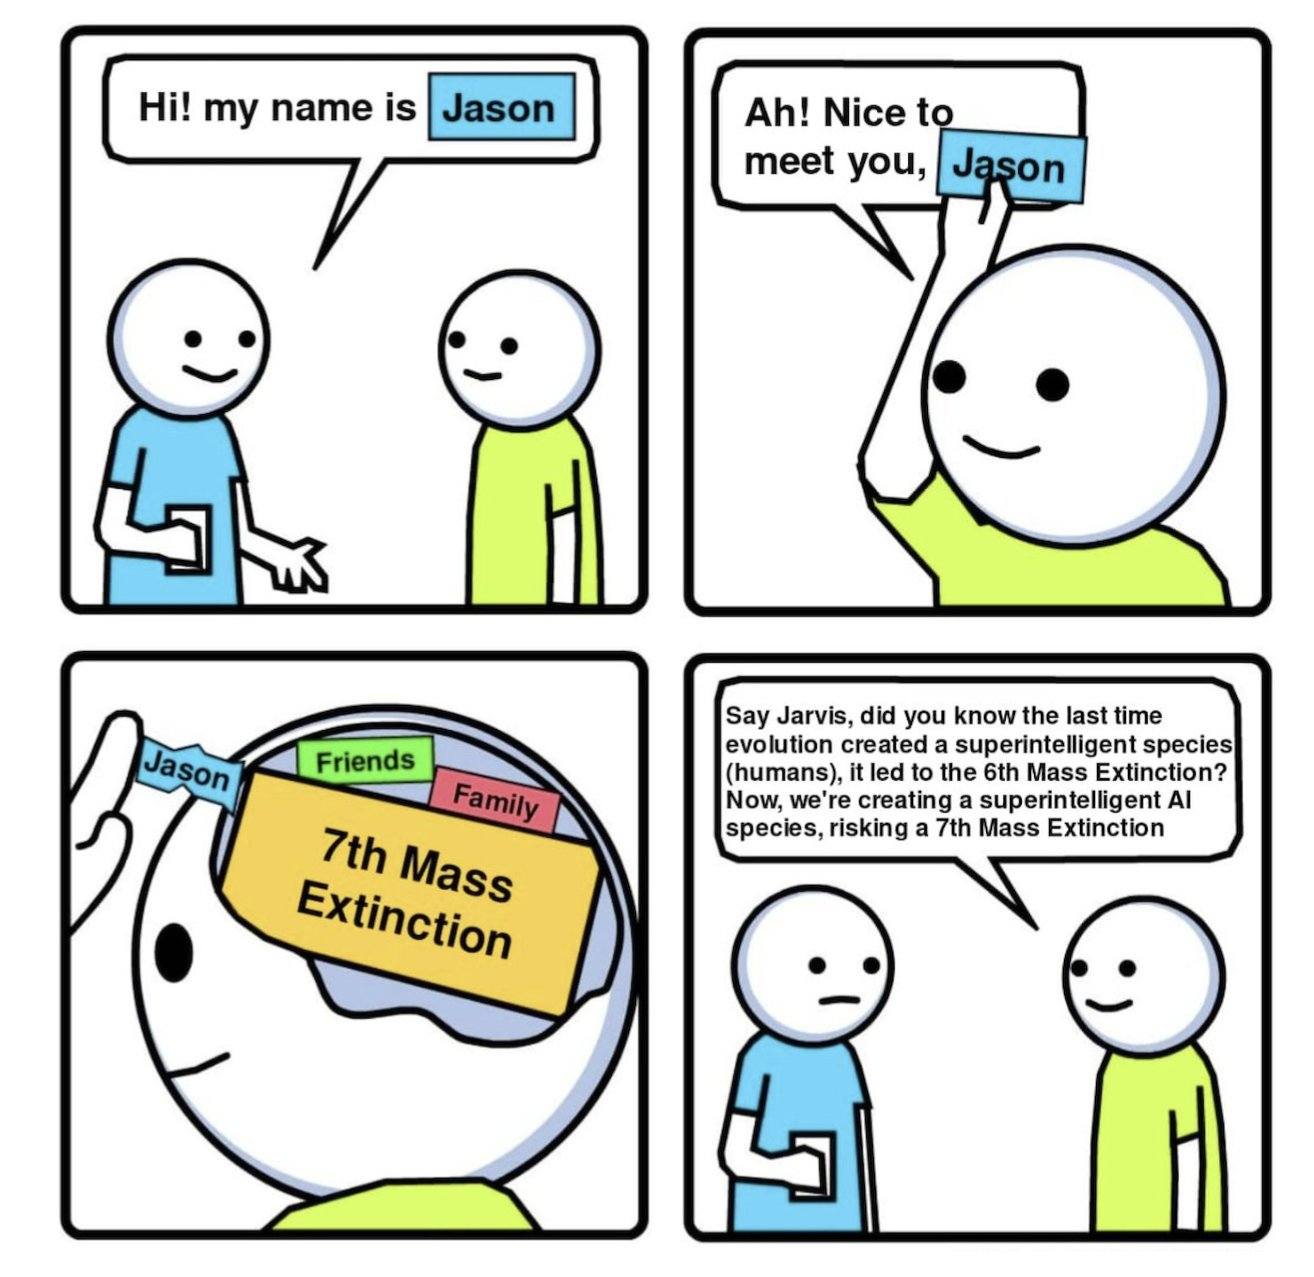 Hi! my name is Jason
Ah! Nice to
meet you, Jason
Jason
Friends
Family
7th Mass
Extinction
Say Jarvis, did you know the last time
evolution created a superintelligent species
(humans), it led to the 6th Mass Extinction?
Now, we're creating a superintelligent AI
species, risking a 7th Mass Extinction